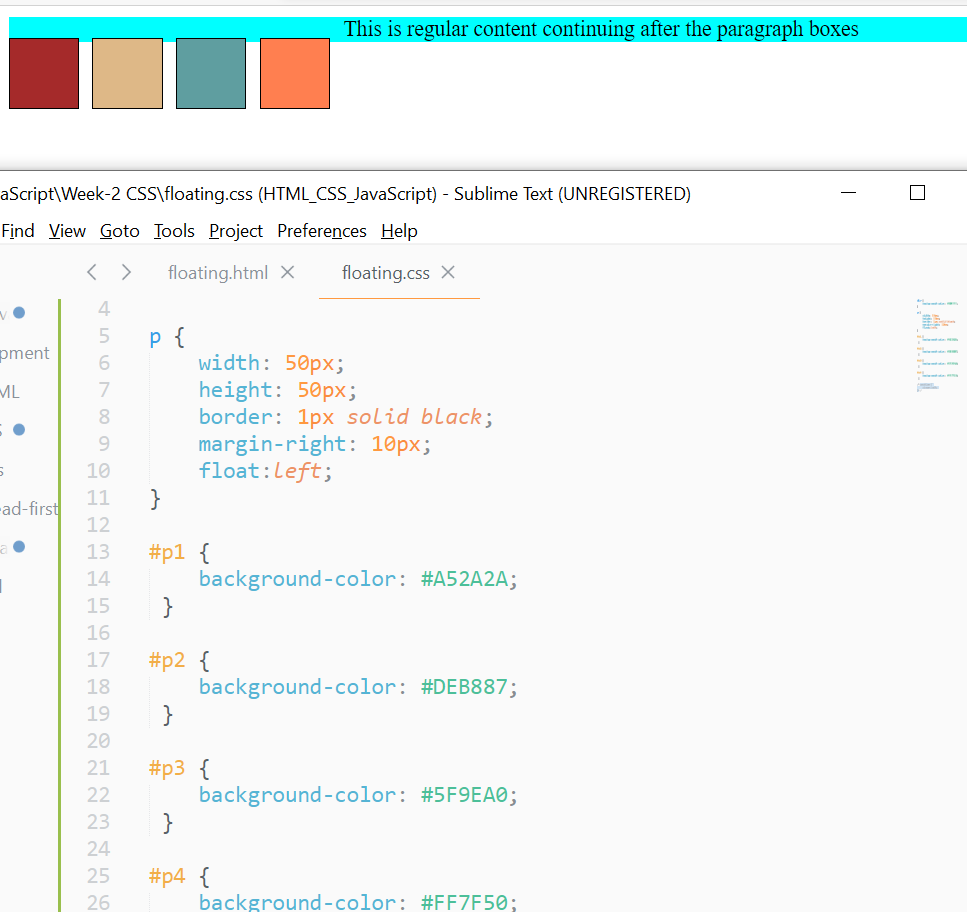 This is regular content continuing after the paragraph boxes
aScript\Week-2 CSS\floating.css (HTML_CSS_JavaScript) - Sublime Text (UNREGISTERED)
Find View Goto Tools Project Preferences Help
floating.html floating.css
4
5 p {
6 width: 50px;
7 height: 50px;
8 border: 1px solid black;
9 margin-right: 10px;
10 float:left;
11 }
12
13 #p1 {
14 background-color: #A52A2A;
15 }
16
17 #p2 {
18 background-color: #DEB887;
19 }
20
21 #p3 {
22 background-color: #5F9EA0;
23 }
24
25 #p4 {
26 background-color: #FF7F50;
v
pment
ML
s
ead-first
a